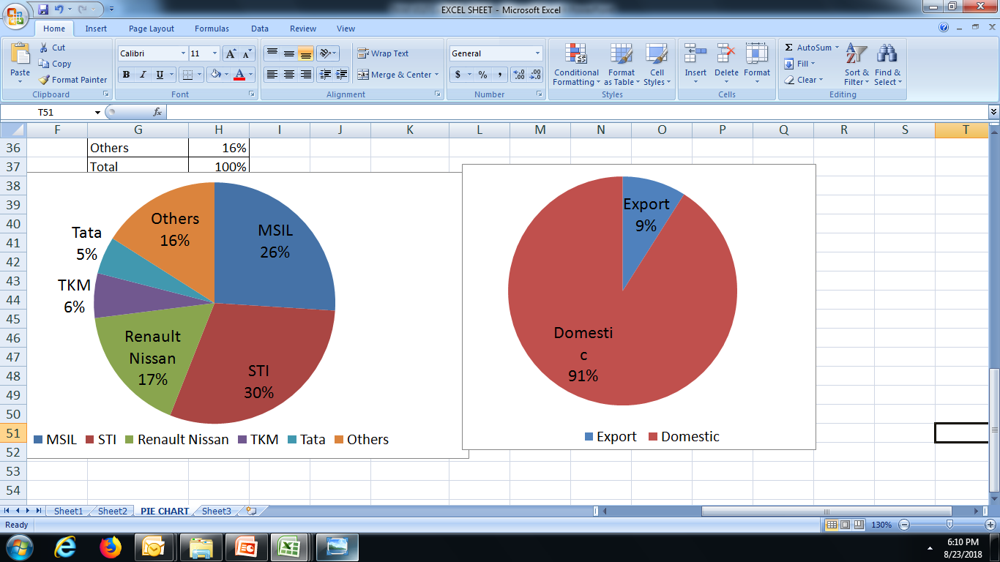 EXCEL SHEET - Microsoft Excel
Home Insert Page Layout Formulas Data Review View
Paste
Cut
Copy
Format Painter
Clipboard
Calibri 11
B I U
Font
Wrap Text
Merge & Center
Alignment
General
$ % ,
Number
Conditional Formatting
Format as Table
Cell Styles
Styles
Insert Delete Format
Cells
AutoSum
Fill
Clear
Sort & Filter
Find & Select
Editing
T51 fx
F G H I J K L M N O P Q R S T
36 Others 16%
37 Total 100%
38
39
40
41
42
43
44
45
46
47
48
49
50
51
52
53
54
MSIL
26%
STI
30%
Renault
Nissan
17%
TKM
6%
Tata
5%
Others
16%
MSIL STI Renault Nissan TKM Tata Others
Export
9%
Domesti
c
91%
Export Domestic
Sheet1 Sheet2 PIE CHART Sheet3
Ready 130%
6:10 PM
8/23/2018